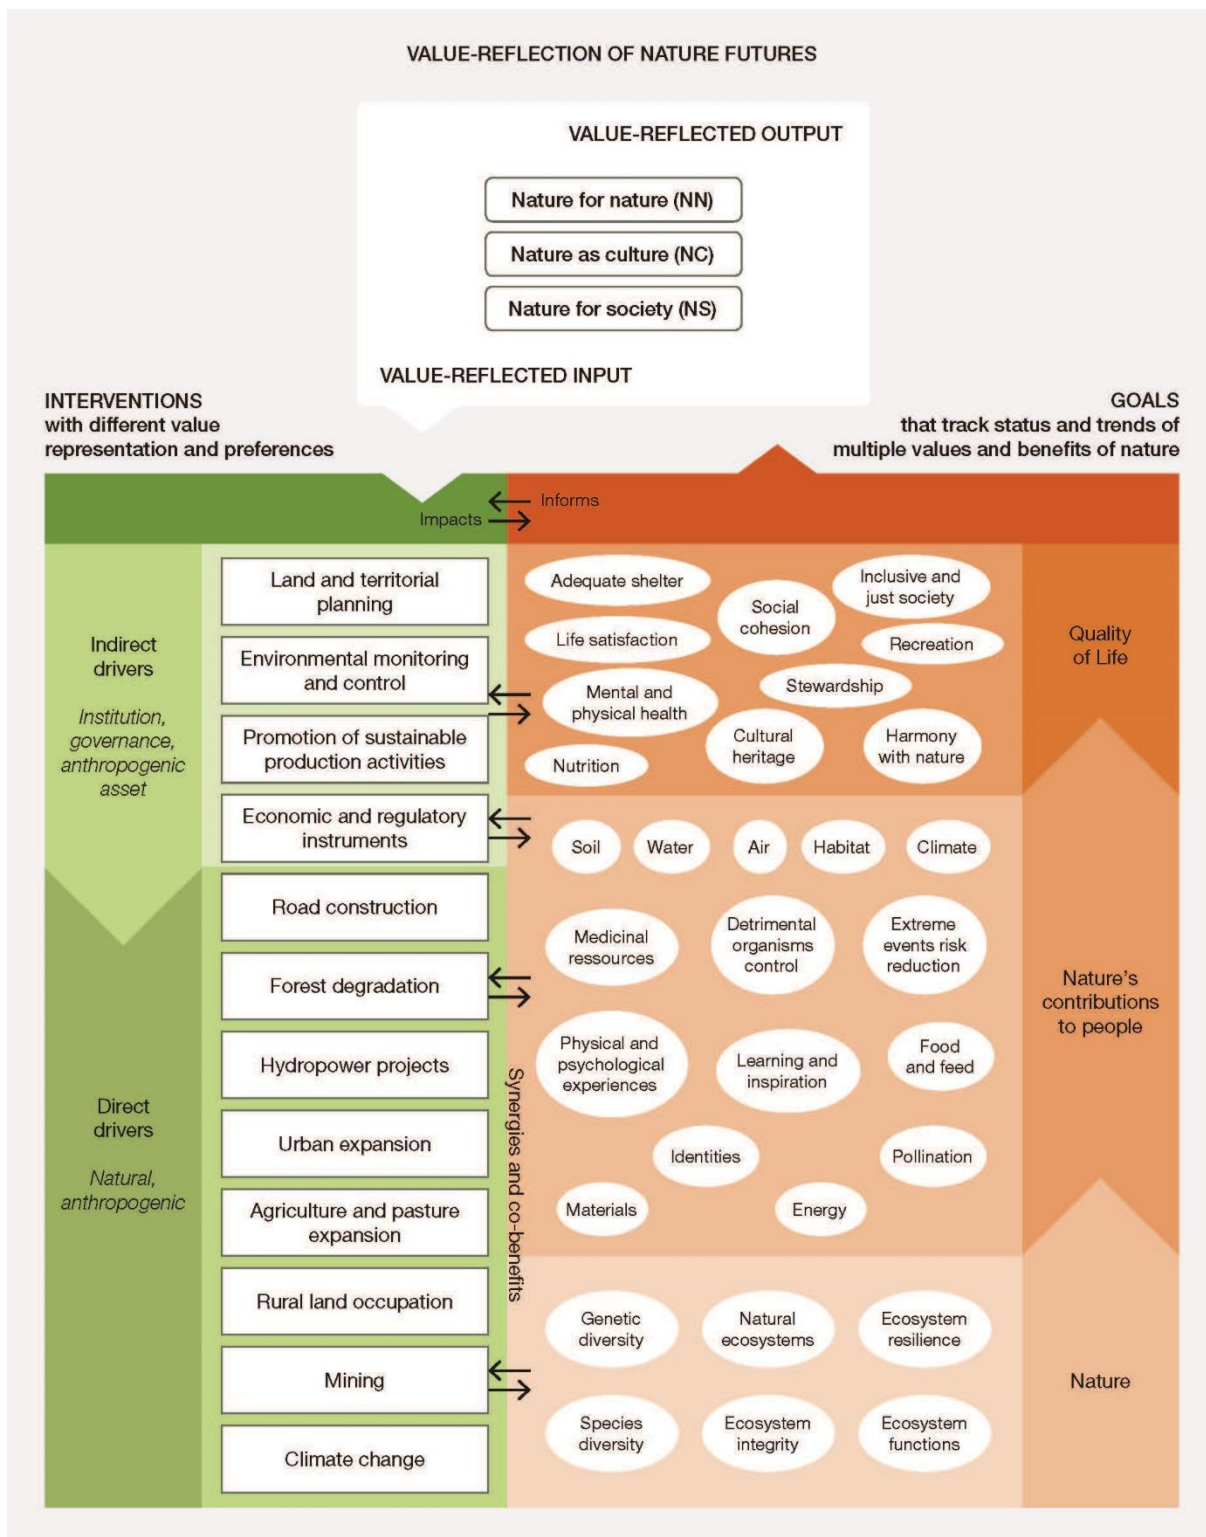 VALUE-REFLECTION OF NATURE FUTURES
VALUE-REFLECTED OUTPUT
Nature for nature (NN)
Nature as culture (NC)
Nature for society (NS)
VALUE-REFLECTED INPUT
INTERVENTIONS
with different value
representation and preferences
GOALS
that track status and trends of
multiple values and benefits of nature
Informs
Impacts
Indirect
drivers
Institution,
governance,
anthropogenic
asset
Direct
drivers
Natural,
anthropogenic
Land and territorial
planning
Environmental monitoring
and control
Promotion of sustainable
production activities
Economic and regulatory
instruments
Road construction
Forest degradation
Hydropower projects
Urban expansion
Agriculture and pasture
expansion
Rural land occupation
Mining
Climate change
Synergies and co-benefits
Adequate shelter
Social
cohesion
Inclusive and
just society
Life satisfaction
Recreation
Mental and
physical health
Stewardship
Cultural
heritage
Harmony
with nature
Nutrition
Quality
of Life
Soil
Water
Air
Habitat
Climate
Medicinal
ressources
Detrimental
organisms
control
Extreme
events risk
reduction
Physical and
psychological
experiences
Learning and
inspiration
Food
and feed
Identities
Pollination
Materials
Energy
Nature's
contributions
to people
Genetic
diversity
Natural
ecosystems
Ecosystem
resilience
Species
diversity
Ecosystem
integrity
Ecosystem
functions
Nature